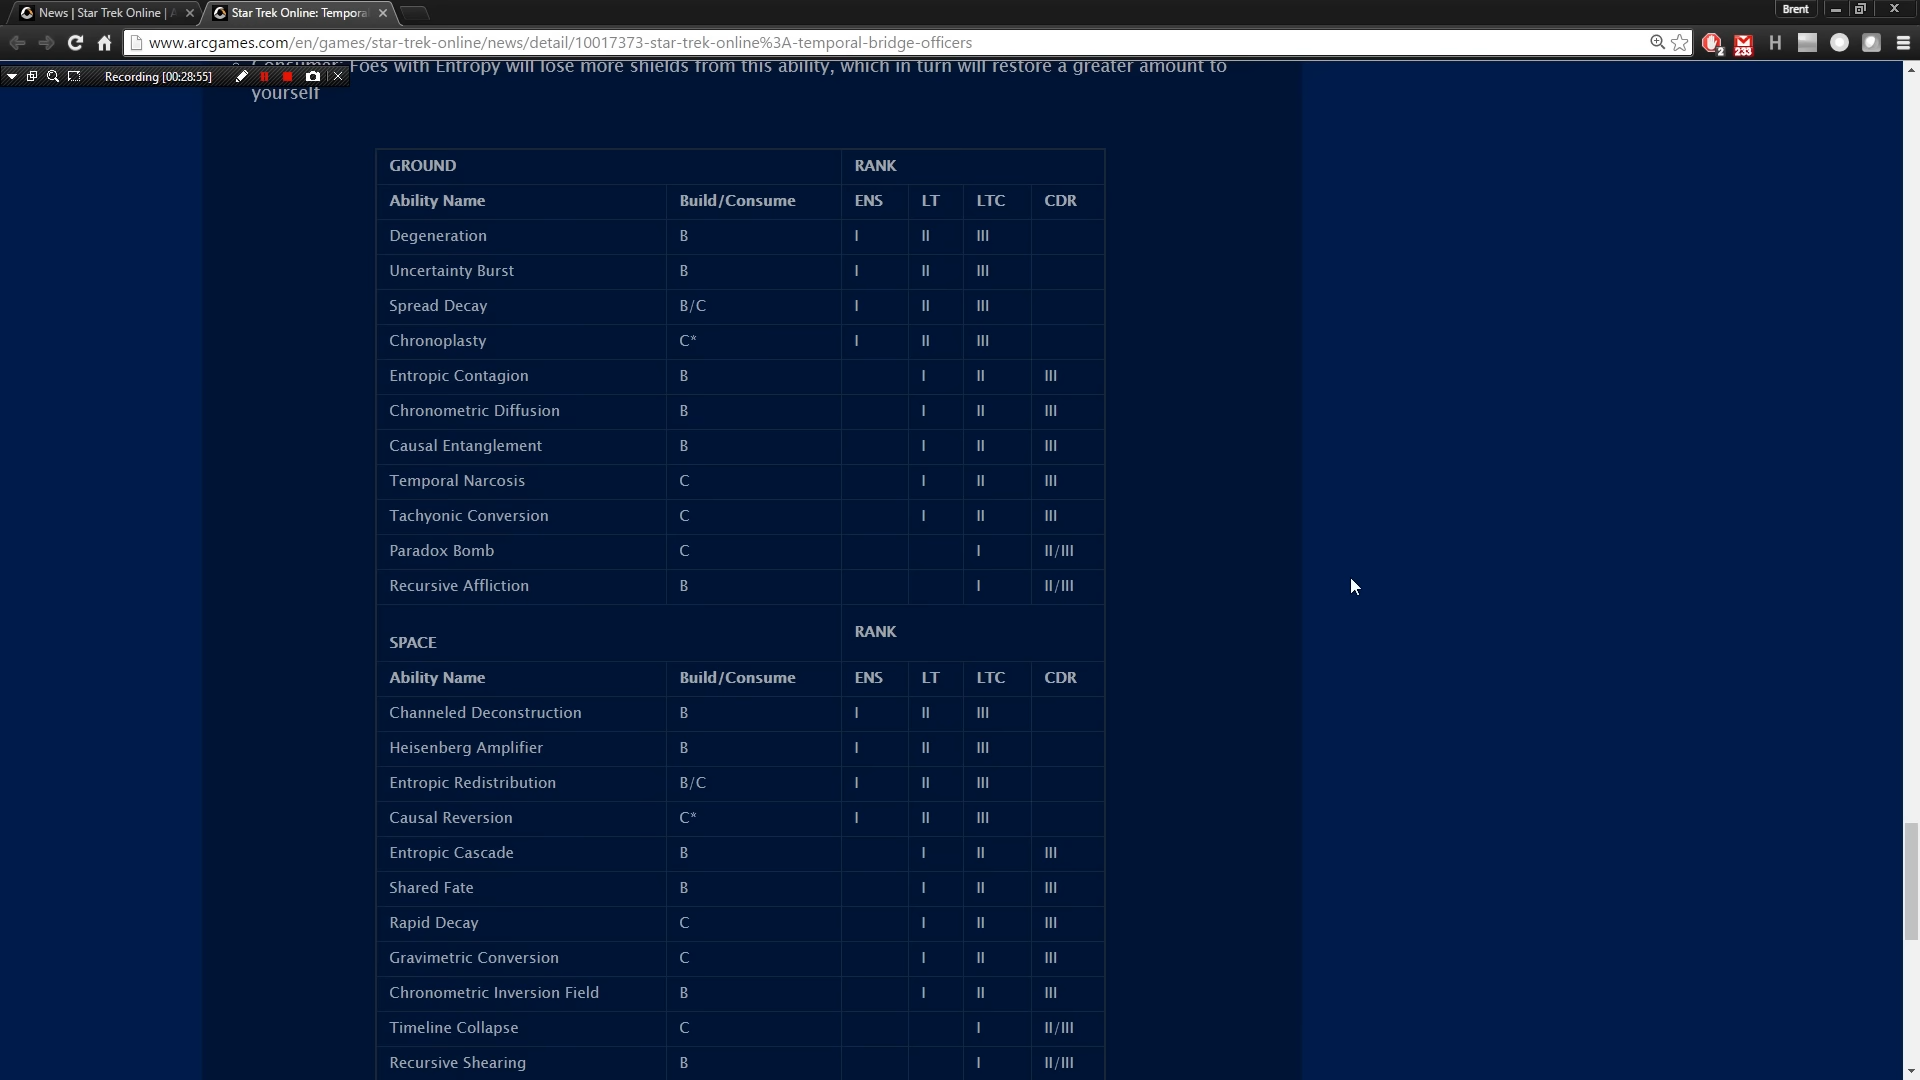 News | Star Trek Online |
Star Trek Online: Tempora
Brent
www.arcgames.com/en/games/star-trek-online/news/detail/10017373-star-trek-online%3A-temporal-bridge-officers
2
233
H
Recording [00:28:55]
Consumer: Foes with Entropy will lose more shields from this ability, which in turn will restore a greater amount to
yourself
GROUND RANK
Ability Name Build/Consume ENS LT LTC CDR
Degeneration B I II III
Uncertainty Burst B I II III
Spread Decay B/C I II III
Chronoplasty C* I II III
Entropic Contagion B I II III
Chronometric Diffusion B I II III
Causal Entanglement B I II III
Temporal Narcosis C I II III
Tachyonic Conversion C I II III
Paradox Bomb C I II/III
Recursive Affliction B I II/III
SPACE RANK
Ability Name Build/Consume ENS LT LTC CDR
Channeled Deconstruction B I II III
Heisenberg Amplifier B I II III
Entropic Redistribution B/C I II III
Causal Reversion C* I II III
Entropic Cascade B I II III
Shared Fate B I II III
Rapid Decay C I II III
Gravimetric Conversion C I II III
Chronometric Inversion Field B I II III
Timeline Collapse C I II/III
Recursive Shearing B I II/III